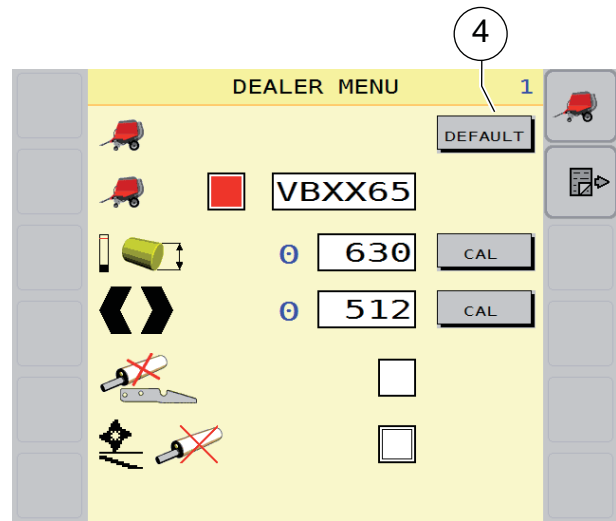 4
DEALER MENU 1
DEFAULT
VBXX65
0 630 CAL
0 512 CAL